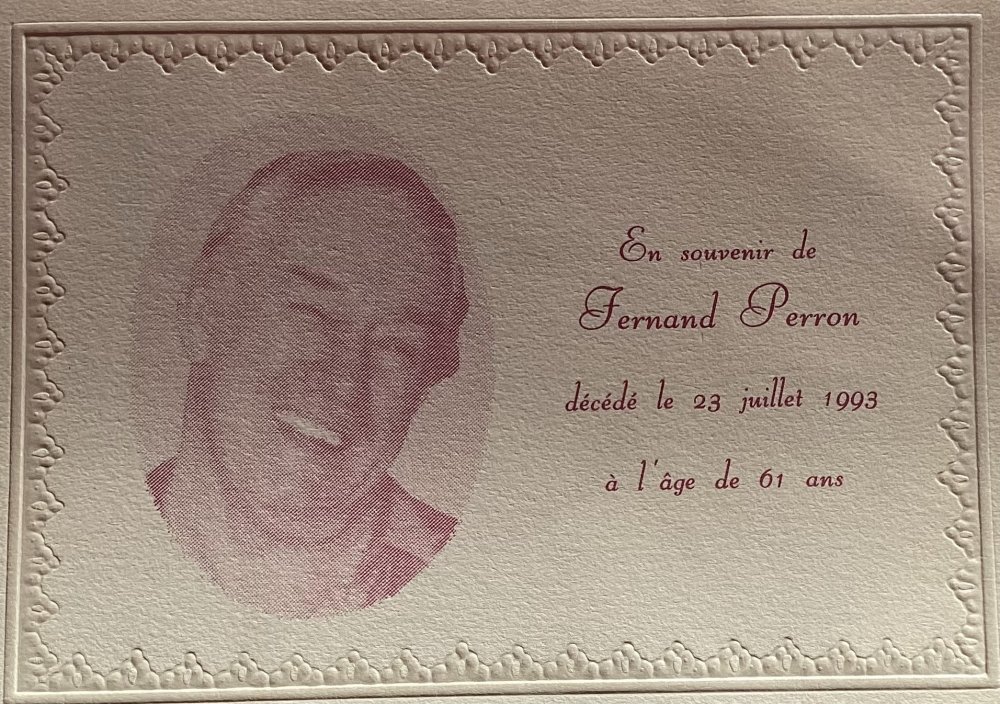 En souvenir de
Fernand Perron
décédé le 23 juillet 1993
à l'âge de 61 ans